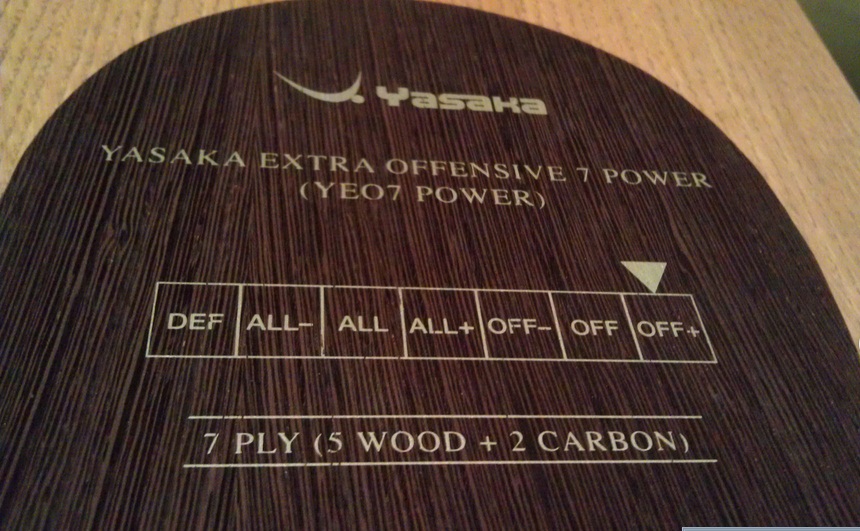 Yasaka
YASAKA EXTRA OFFENSIVE 7 POWER
(YEO7 POWER)
DEF ALL- ALL ALL+ OFF- OFF OFF+
7 PLY (5 WOOD + 2 CARBON)